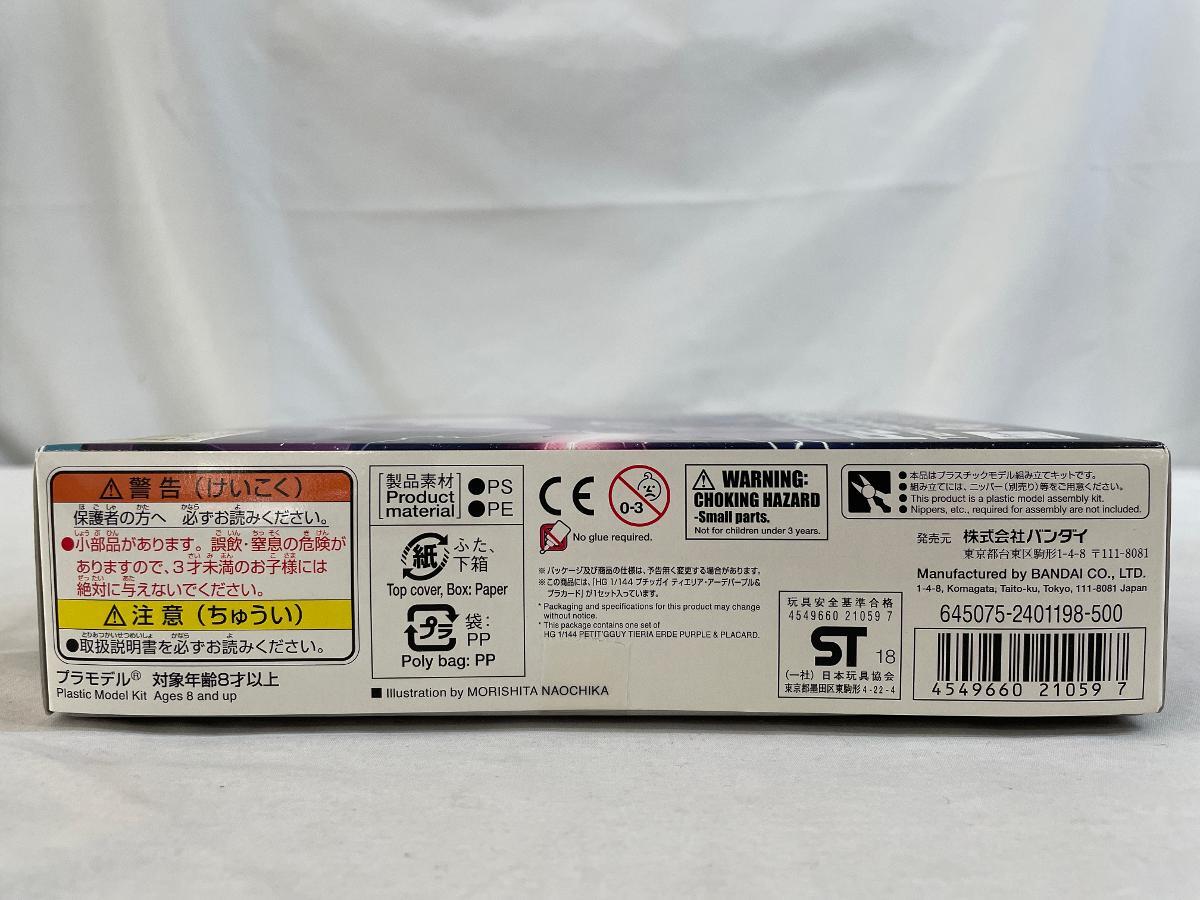 警告（けいこく）
保護者の方へ 必ずお読みください。
●小部品があります。誤飲・窒息の危険が
ありますので、3才未満のお子様には
絶対に与えないでください。
注意（ちゅうい）
●取扱説明書を必ずお読みください。
プラモデル® 対象年齢8才以上
Plastic Model Kit Ages 8 and up
[製品素材]
[Product material]
●PS
●PE
紙
ふた、
下箱
Top cover, Box: Paper
プラ
袋:
PP
Poly bag: PP
■ Illustration by MORISHITA NAOCHIKA
CE
0-3
No glue required.
※パッケージ及び商品の仕様は、予告無く変更する場合があります。
※この商品には、「HG 1/144 プチッガイ ティエリア・アーデパープル&
プラカード」が1セット入っています。
* Packaging and specifications for this product may change
without notice.
* This package contains one set of
HG 1/144 PETIT'GGUY TIERIA ERDE PURPLE & PLACARD.
WARNING:
CHOKING HAZARD
-Small parts.
Not for children under 3 years.
● 本品はプラスチックモデル組み立てキットです。
● 組み立てには、ニッパー（別売り）等をご用意ください。
● This product is a plastic model assembly kit.
● Nippers, etc., required for assembly are not included.
発売元 株式会社バンダイ
東京都台東区駒形1-4-8 〒111-8081
Manufactured by BANDAI CO., LTD.
1-4-8, Komagata, Taito-ku, Tokyo, 111-8081 Japan
645075-2401198-500
4549660 21059 7
玩具安全基準合格
4549660 21059 7
ST 18
（一社）日本玩具協会
東京都墨田区東駒形4-22-4